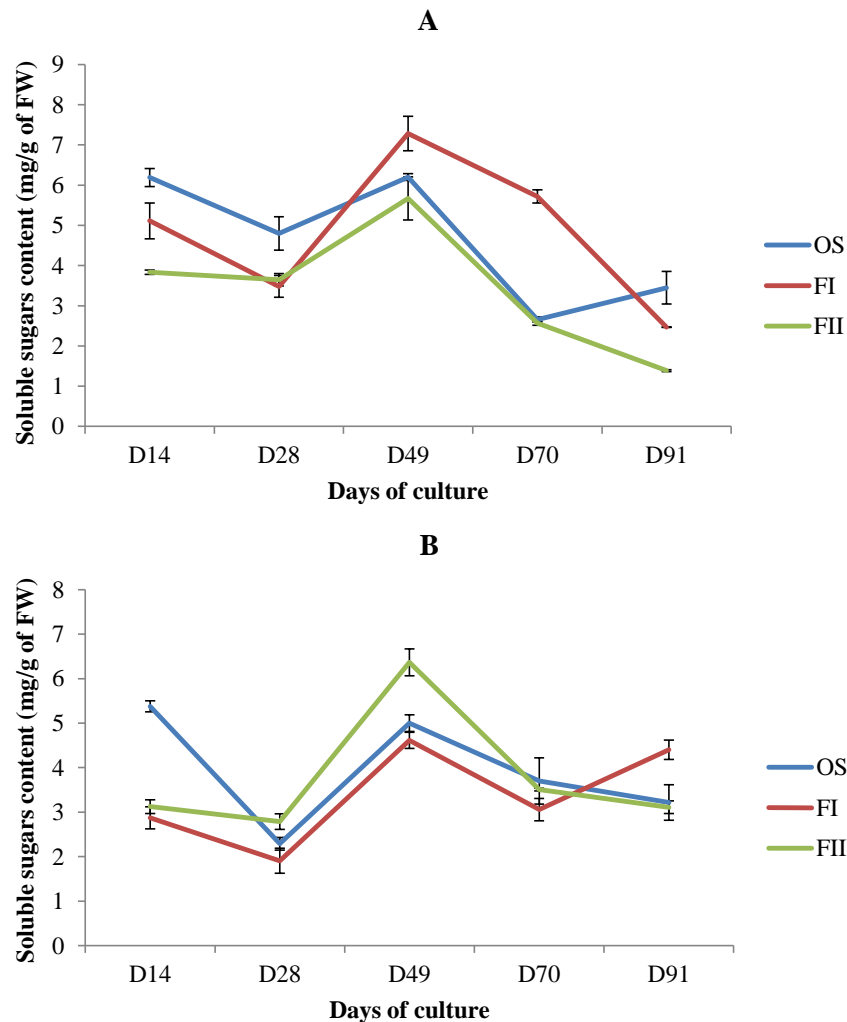 A
Soluble sugars content (mg/g of FW)
9
8
7
6
5
4
3
2
1
0
D14 D28 D49 D70 D91
Days of culture
OS
FI
FII
B
Soluble sugars content (mg/g of FW)
8
7
6
5
4
3
2
1
0
D14 D28 D49 D70 D91
Days of culture
OS
FI
FII